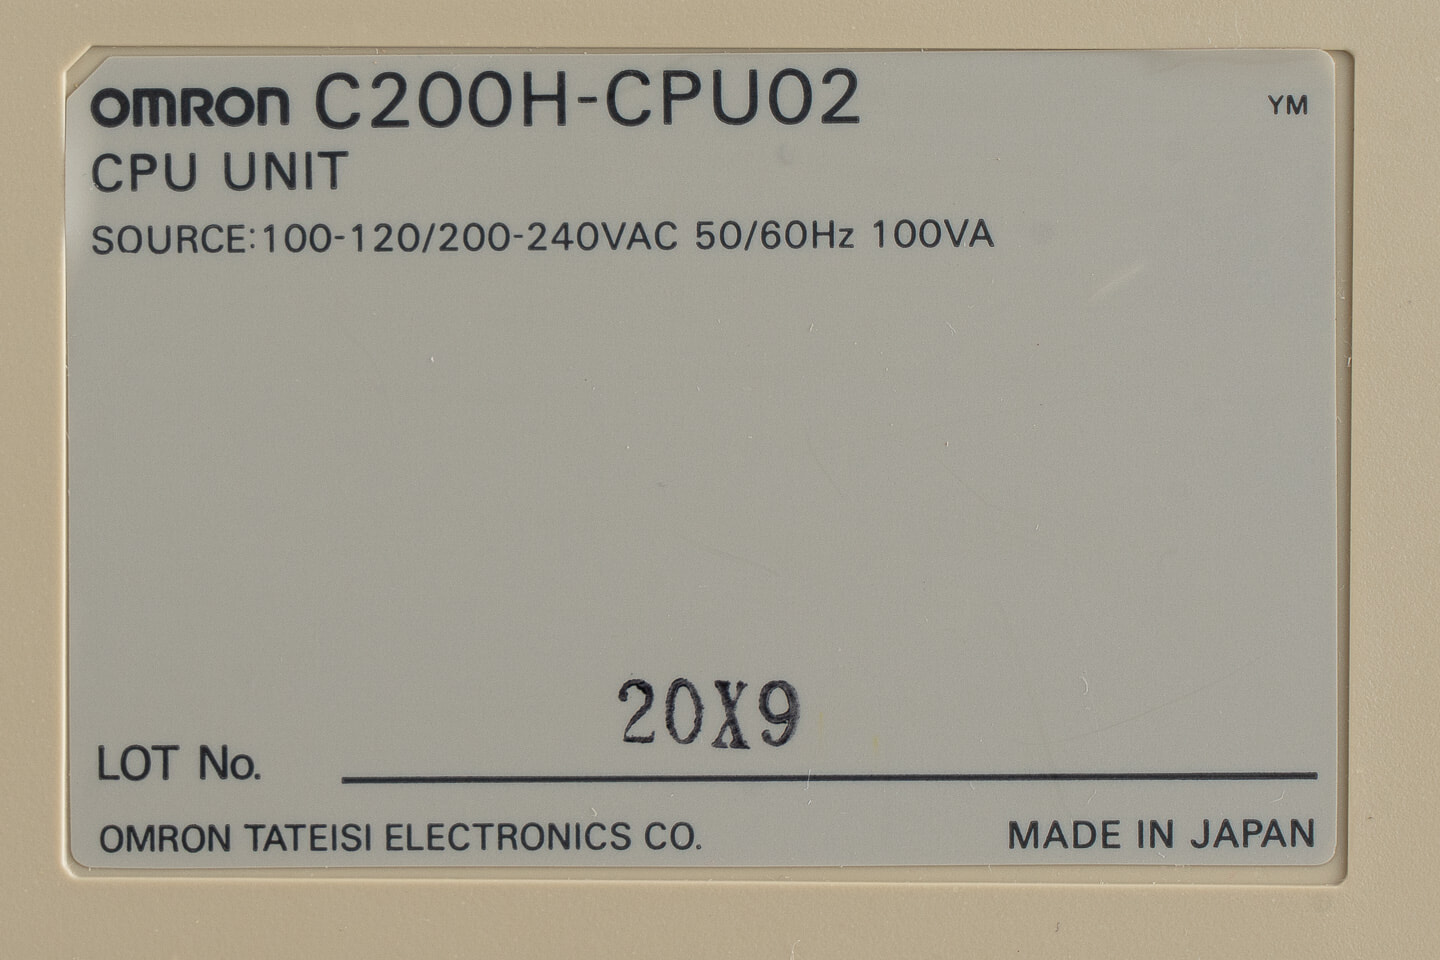 omron C200H-CPU02 YM
CPU UNIT
SOURCE:100-120/200-240VAC 50/60Hz 100VA
20X9
LOT No.
OMRON TATEISI ELECTRONICS CO. MADE IN JAPAN